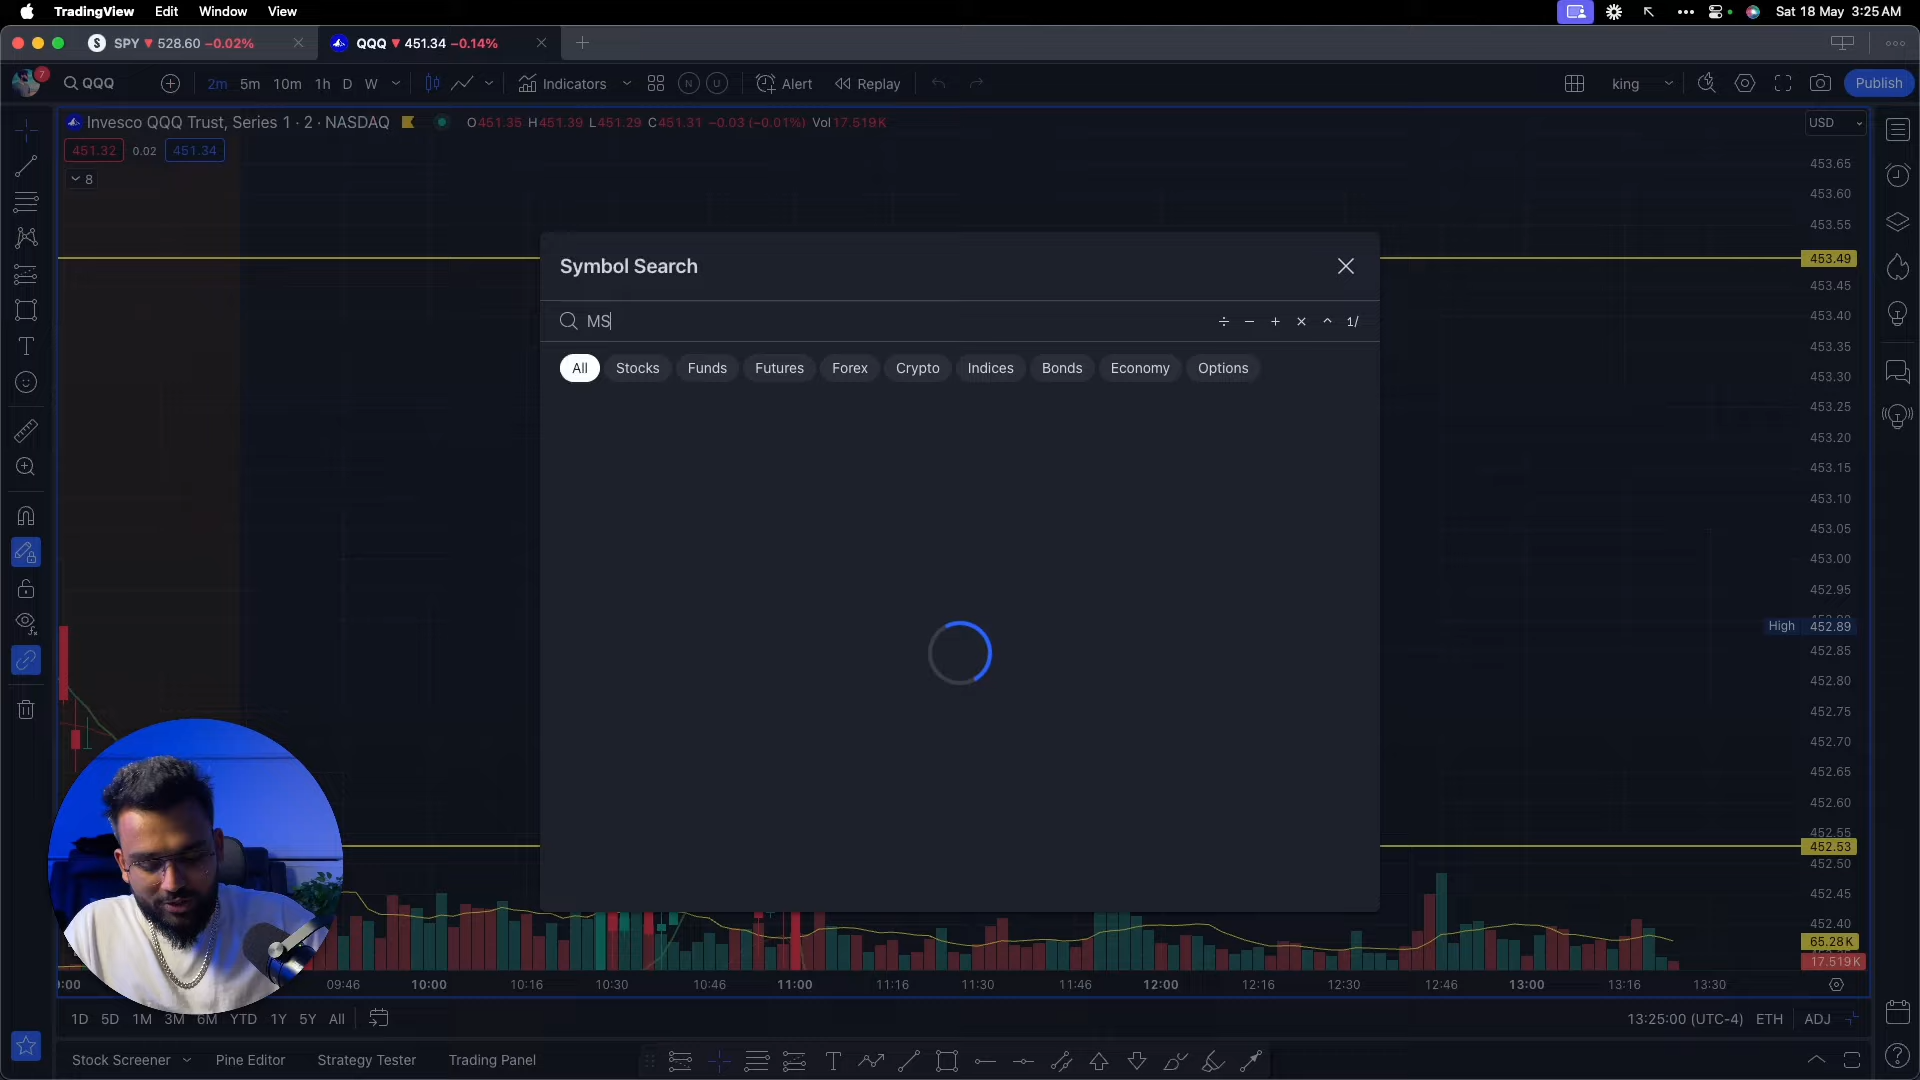 TradingView Edit Window View Sat 18 May 3:25 AM
SPY 528.60 −0.02% QQQ 451.34 −0.14%
7
QQQ 2m 5m 10m 1h D W Indicators N U Alert Replay king Publish
Invesco QQQ Trust, Series 1 · 2 · NASDAQ O451.35 H451.39 L451.29 C451.31 −0.03 (−0.01%) Vol17.519K USD
451.32 0.02 451.34
8
Symbol Search
MS ÷ − + × ^ 1/
All Stocks Funds Futures Forex Crypto Indices Bonds Economy Options
453.65
453.60
453.55
453.49
453.45
453.40
453.35
453.30
453.25
453.20
453.15
453.10
453.05
453.00
452.95
High 452.89
452.85
452.80
452.75
452.70
452.65
452.60
452.55
452.53
452.50
452.45
452.40
65.28K
17.519K
:00 09:46 10:00 10:16 10:30 10:46 11:00 11:16 11:30 11:46 12:00 12:16 12:30 12:46 13:00 13:16 13:30
1D 5D 1M 3M 6M YTD 1Y 5Y All 13:25:00 (UTC-4) ETH ADJ
Stock Screener Pine Editor Strategy Tester Trading Panel